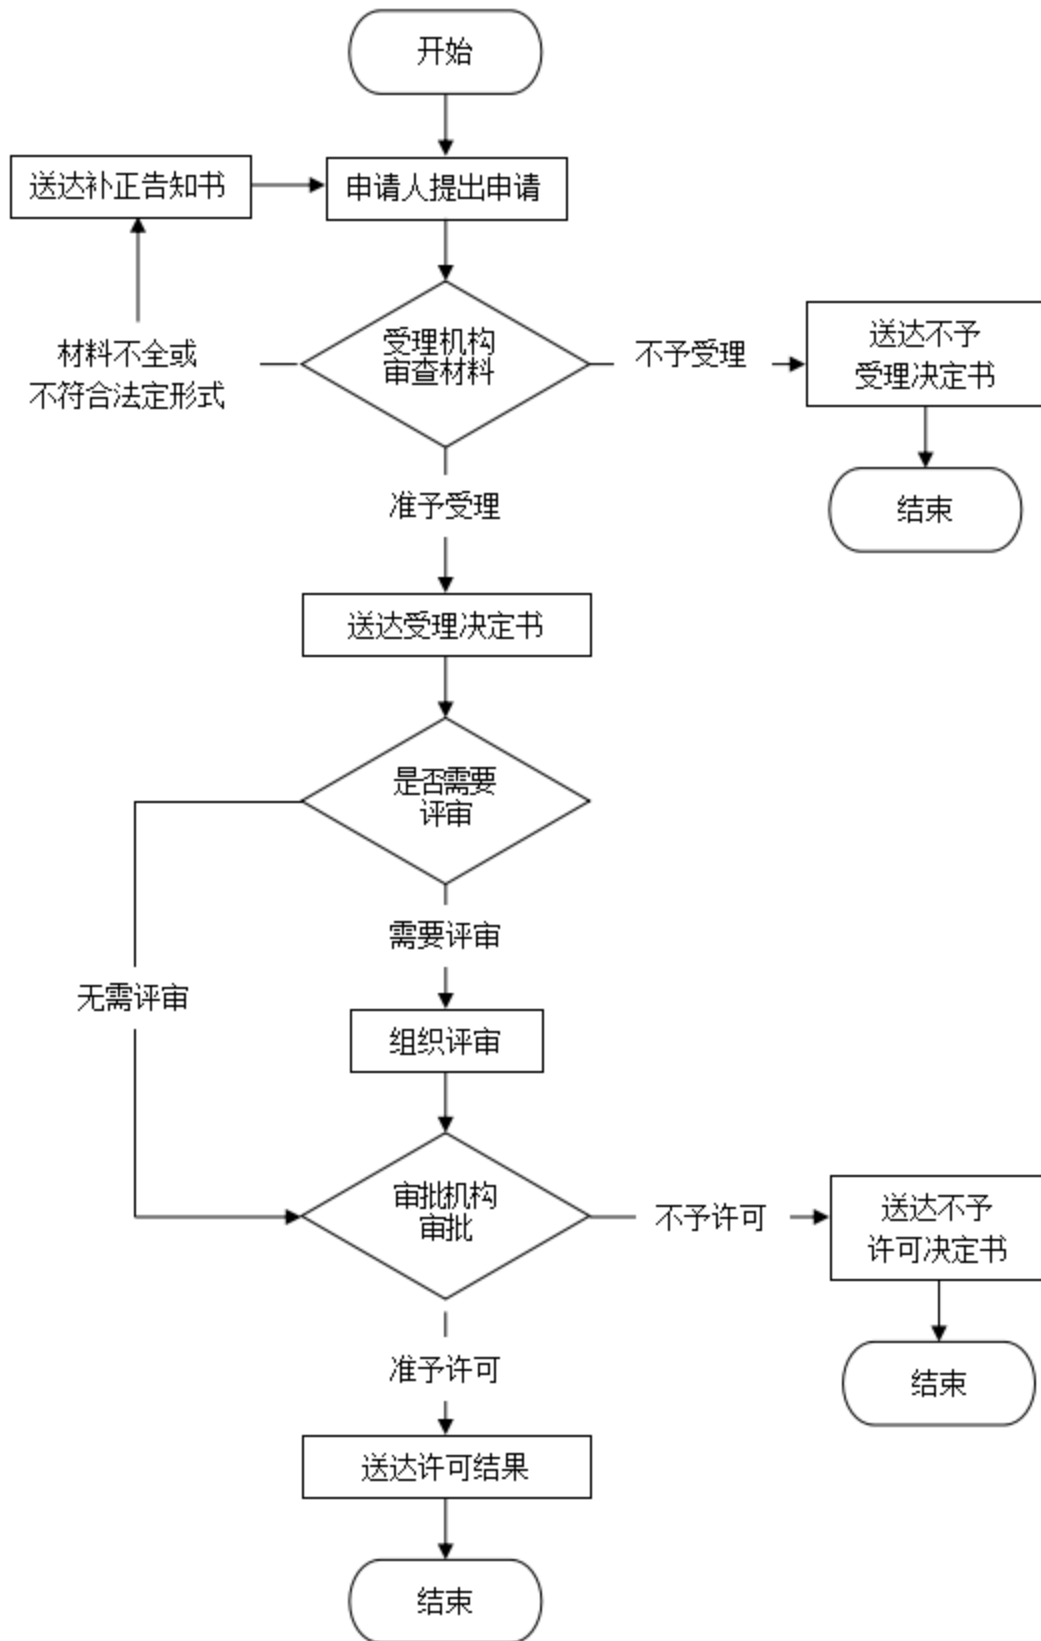 开始
送达补正告知书
申请人提出申请
材料不全或
不符合法定形式
受理机构
审查材料
不予受理
送达不予
受理决定书
结束
准予受理
送达受理决定书
是否需要
评审
需要评审
无需评审
组织评审
审批机构
审批
不予许可
送达不予
许可决定书
结束
准予许可
送达许可结果
结束